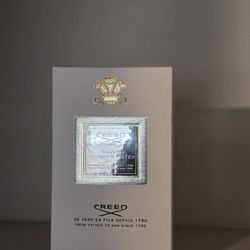 CREED
SILVER
MOUNTAIN WATER
CREED
DE PÈRE EN FILS DEPUIS 1760
FROM FATHER TO SON SINCE 1760